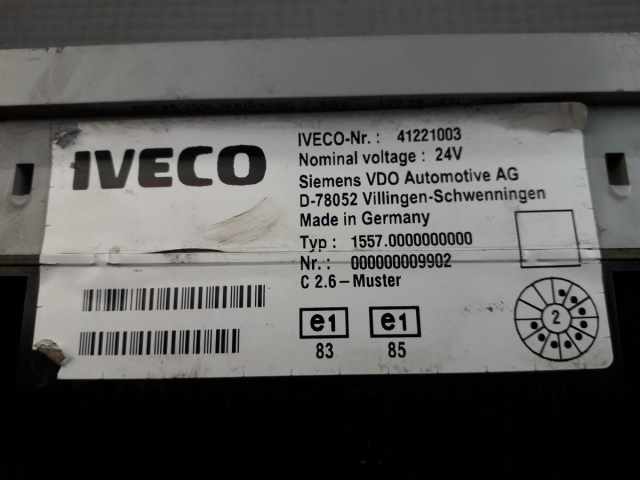 IVECO
IVECO-Nr.: 41221003
Nominal voltage: 24V
Siemens VDO Automotive AG
D-78052 Villingen-Schwenningen
Made in Germany
Typ: 1557.0000000000
Nr.: 000000009902
C 2.6-Muster
e1 e1
83 85
2